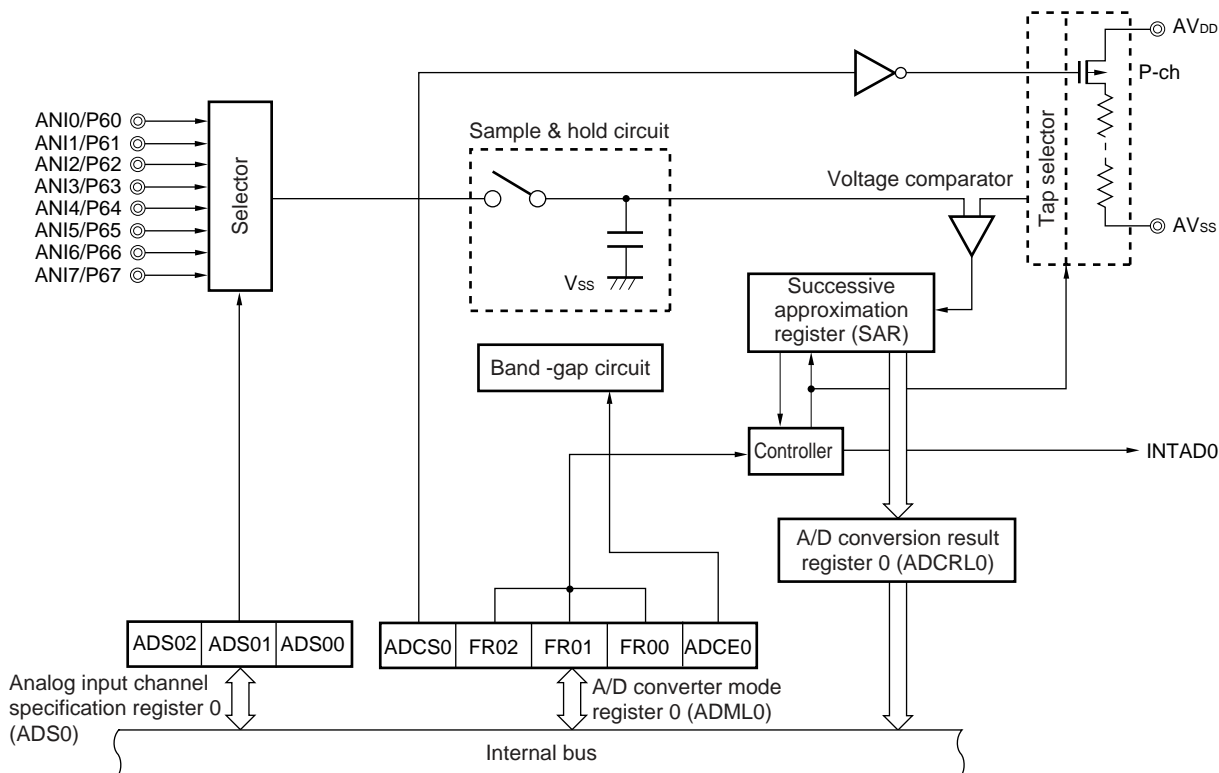 AVDD
P-ch
Tap selector
AVSS
ANI0/P60
ANI1/P61
ANI2/P62
ANI3/P63
ANI4/P64
ANI5/P65
ANI6/P66
ANI7/P67
Selector
Sample & hold circuit
VSS
Voltage comparator
Successive
approximation
register (SAR)
Band -gap circuit
Controller
INTAD0
A/D conversion result
register 0 (ADCRL0)
ADS02 ADS01 ADS00
ADCS0 FR02 FR01 FR00 ADCE0
Analog input channel
specification register 0
(ADS0)
A/D converter mode
register 0 (ADML0)
Internal bus